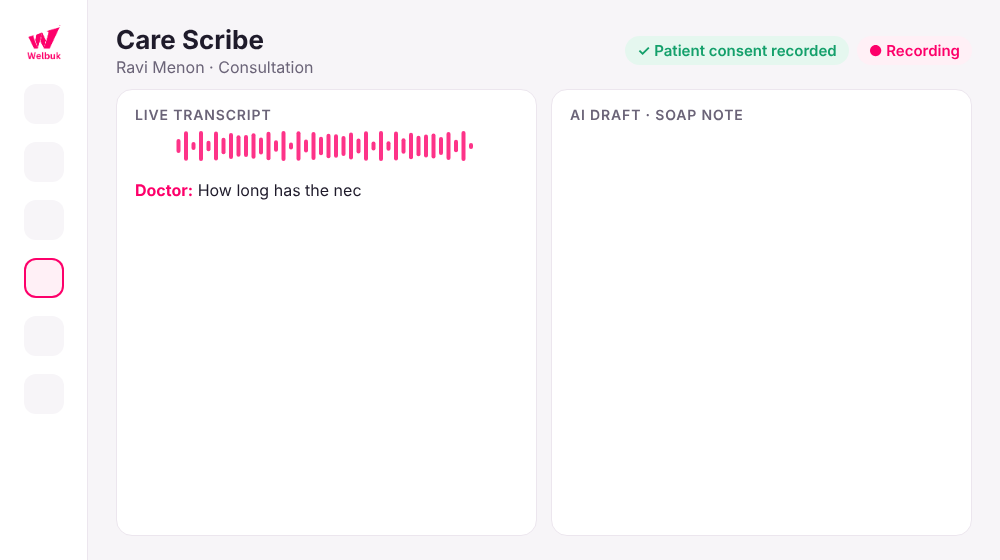 Welbuk
Care Scribe
Ravi Menon · Consultation
✓ Patient consent recorded
Recording
LIVE TRANSCRIPT
Doctor: How long has the nec
AI DRAFT · SOAP NOTE